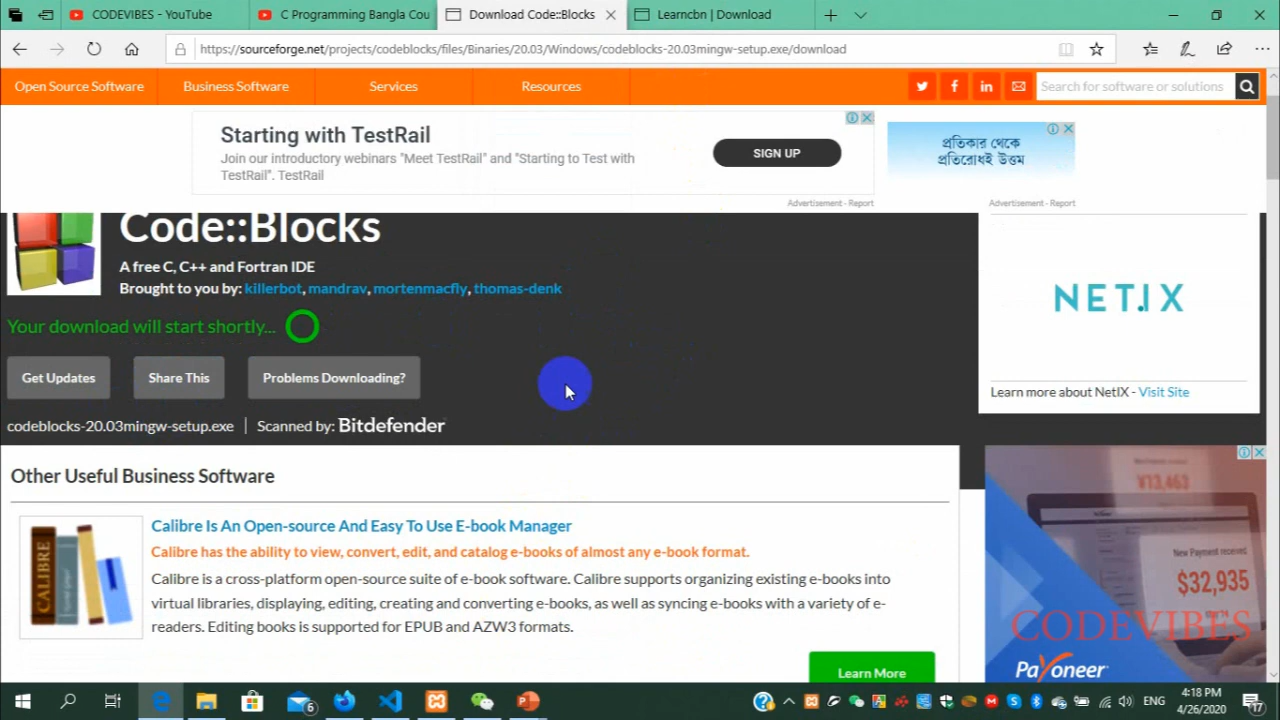 CODEVIBES - YouTube
C Programming Bangla Cou
Download Code::Blocks
Learncbn | Download
https://sourceforge.net/projects/codeblocks/files/Binaries/20.03/Windows/codeblocks-20.03mingw-setup.exe/download
Open Source Software
Business Software
Services
Resources
Search for software or solutions
Starting with TestRail
Join our introductory webinars "Meet TestRail" and "Starting to Test with
TestRail". TestRail
SIGN UP
প্রতিকার থেকে
প্রতিরোধই উত্তম
Advertisement - Report
Advertisement - Report
Code::Blocks
A free C, C++ and Fortran IDE
Brought to you by: killerbot, mandrav, mortenmacfly, thomas-denk
NET.IX
Your download will start shortly...
Get Updates
Share This
Problems Downloading?
Learn more about NetIX - Visit Site
codeblocks-20.03mingw-setup.exe
Scanned by: Bitdefender
Other Useful Business Software
Calibre Is An Open-source And Easy To Use E-book Manager
Calibre has the ability to view, convert, edit, and catalog e-books of almost any e-book format.
Calibre is a cross-platform open-source suite of e-book software. Calibre supports organizing existing e-books into
virtual libraries, displaying, editing, creating and converting e-books, as well as syncing e-books with a variety of e-
readers. Editing books is supported for EPUB and AZW3 formats.
CALIBRE
Learn More
¥13,463
New Payment received
$32,935
CODEVIBES
Payoneer
ENG
4:18 PM
4/26/2020
6
17